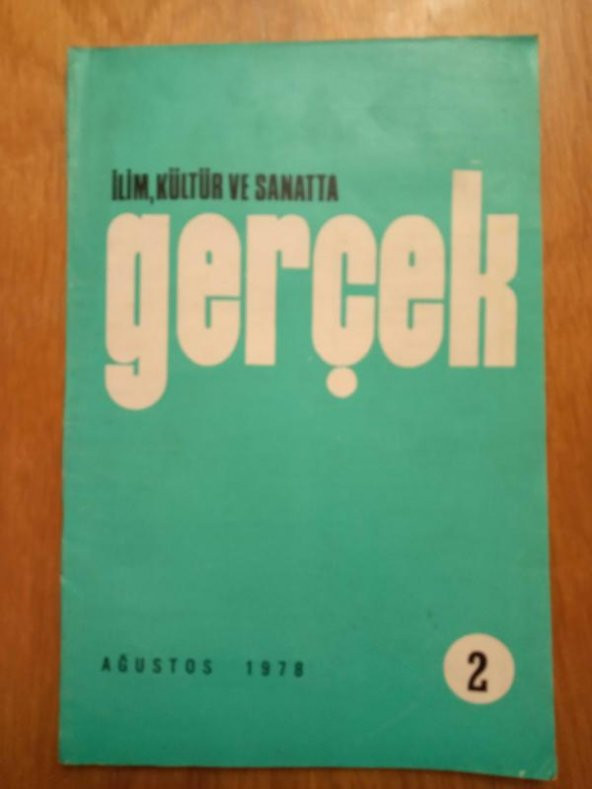 İLİM, KÜLTÜR VE SANATTA
gerçek
AĞUSTOS 1978
2